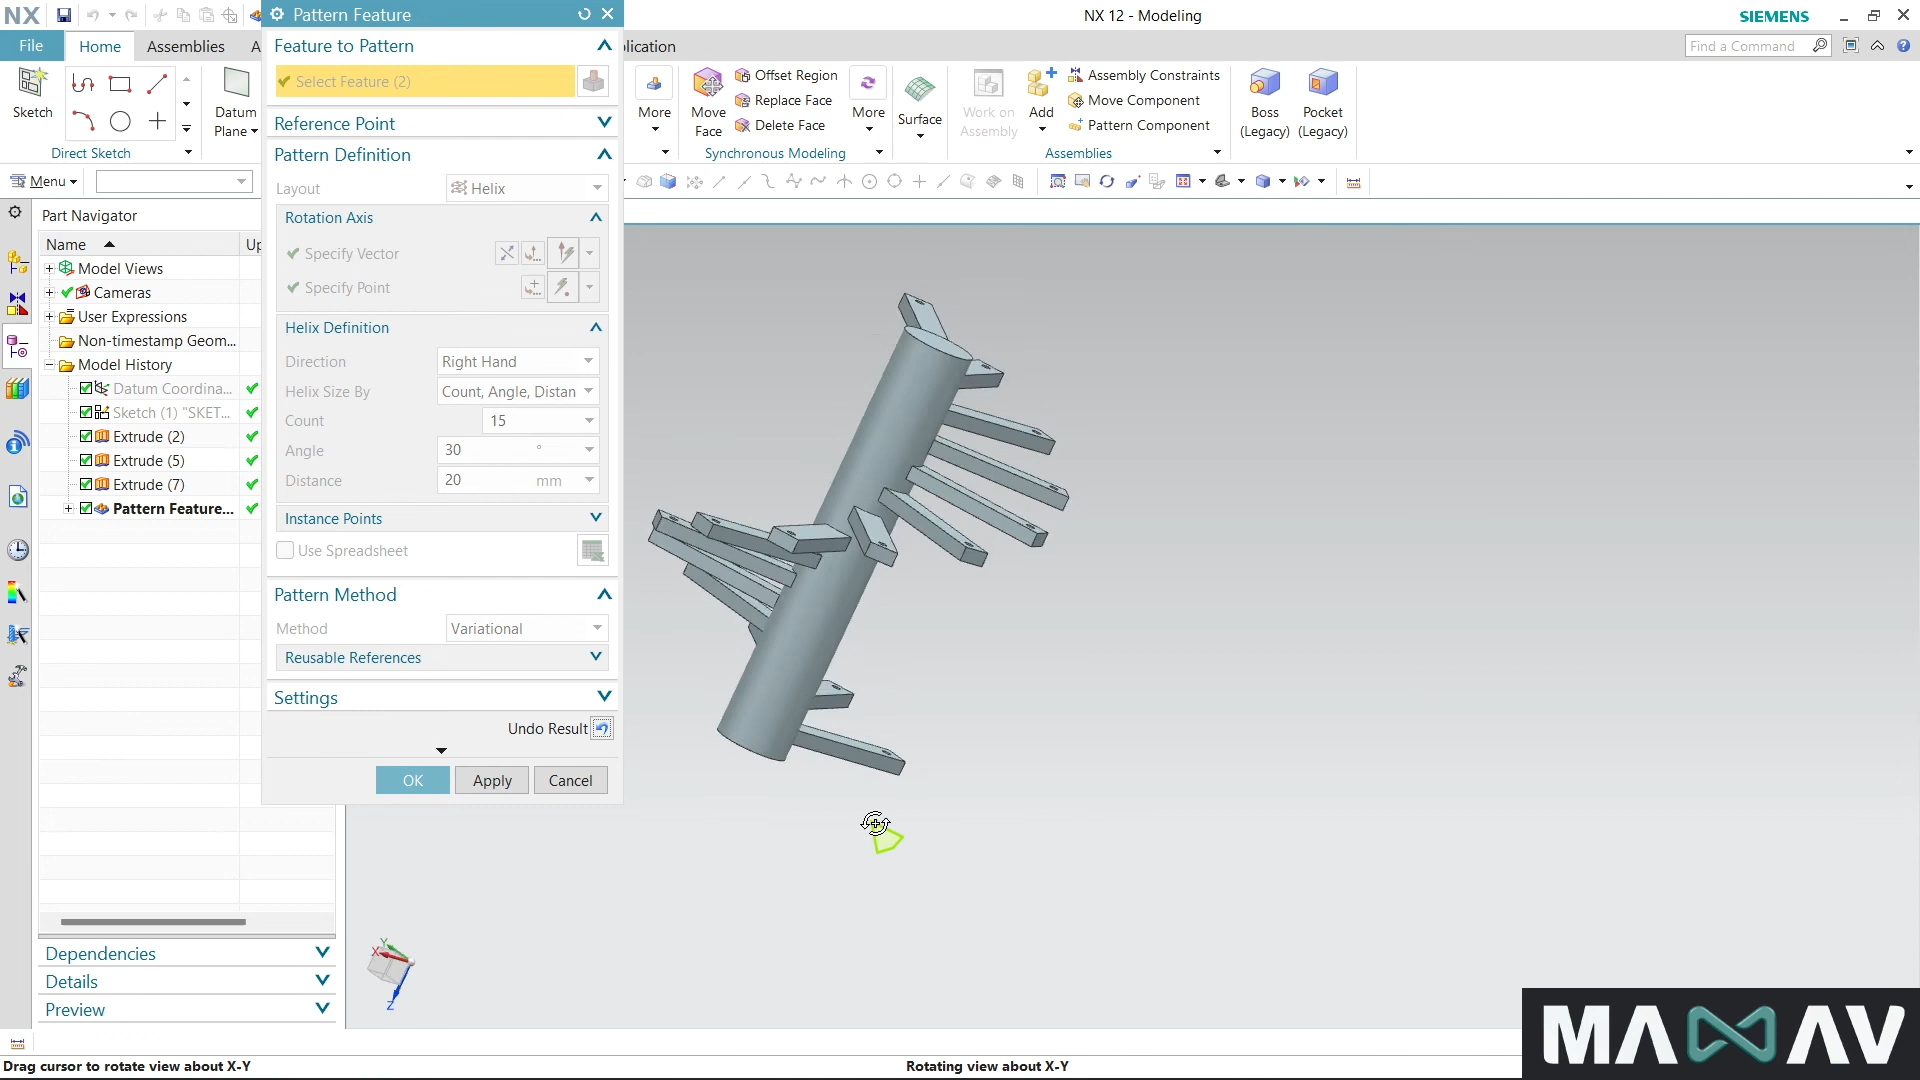 NX
Pattern Feature
NX 12 - Modeling
SIEMENS
File
Home
Assemblies
A
lication
Find a Command
Feature to Pattern
Select Feature (2)
Sketch
Datum
Plane
Direct Sketch
More
Move
Face
Offset Region
Replace Face
Delete Face
More
Synchronous Modeling
Surface
Work on
Assembly
Add
Assembly Constraints
Move Component
Pattern Component
Assemblies
Boss
(Legacy)
Pocket
(Legacy)
Menu
Reference Point
Pattern Definition
Layout
Helix
Rotation Axis
Specify Vector
Specify Point
Helix Definition
Direction
Right Hand
Helix Size By
Count, Angle, Distan
Count
15
Angle
30
°
Distance
20
mm
Instance Points
Use Spreadsheet
Pattern Method
Method
Variational
Reusable References
Settings
Undo Result
OK
Apply
Cancel
Part Navigator
Name
Up
Model Views
Cameras
User Expressions
Non-timestamp Geom...
Model History
Datum Coordina...
Sketch (1) "SKET...
Extrude (2)
Extrude (5)
Extrude (7)
Pattern Feature...
Dependencies
Details
Preview
Y
X
Z
Drag cursor to rotate view about X-Y
Rotating view about X-Y
MANAV